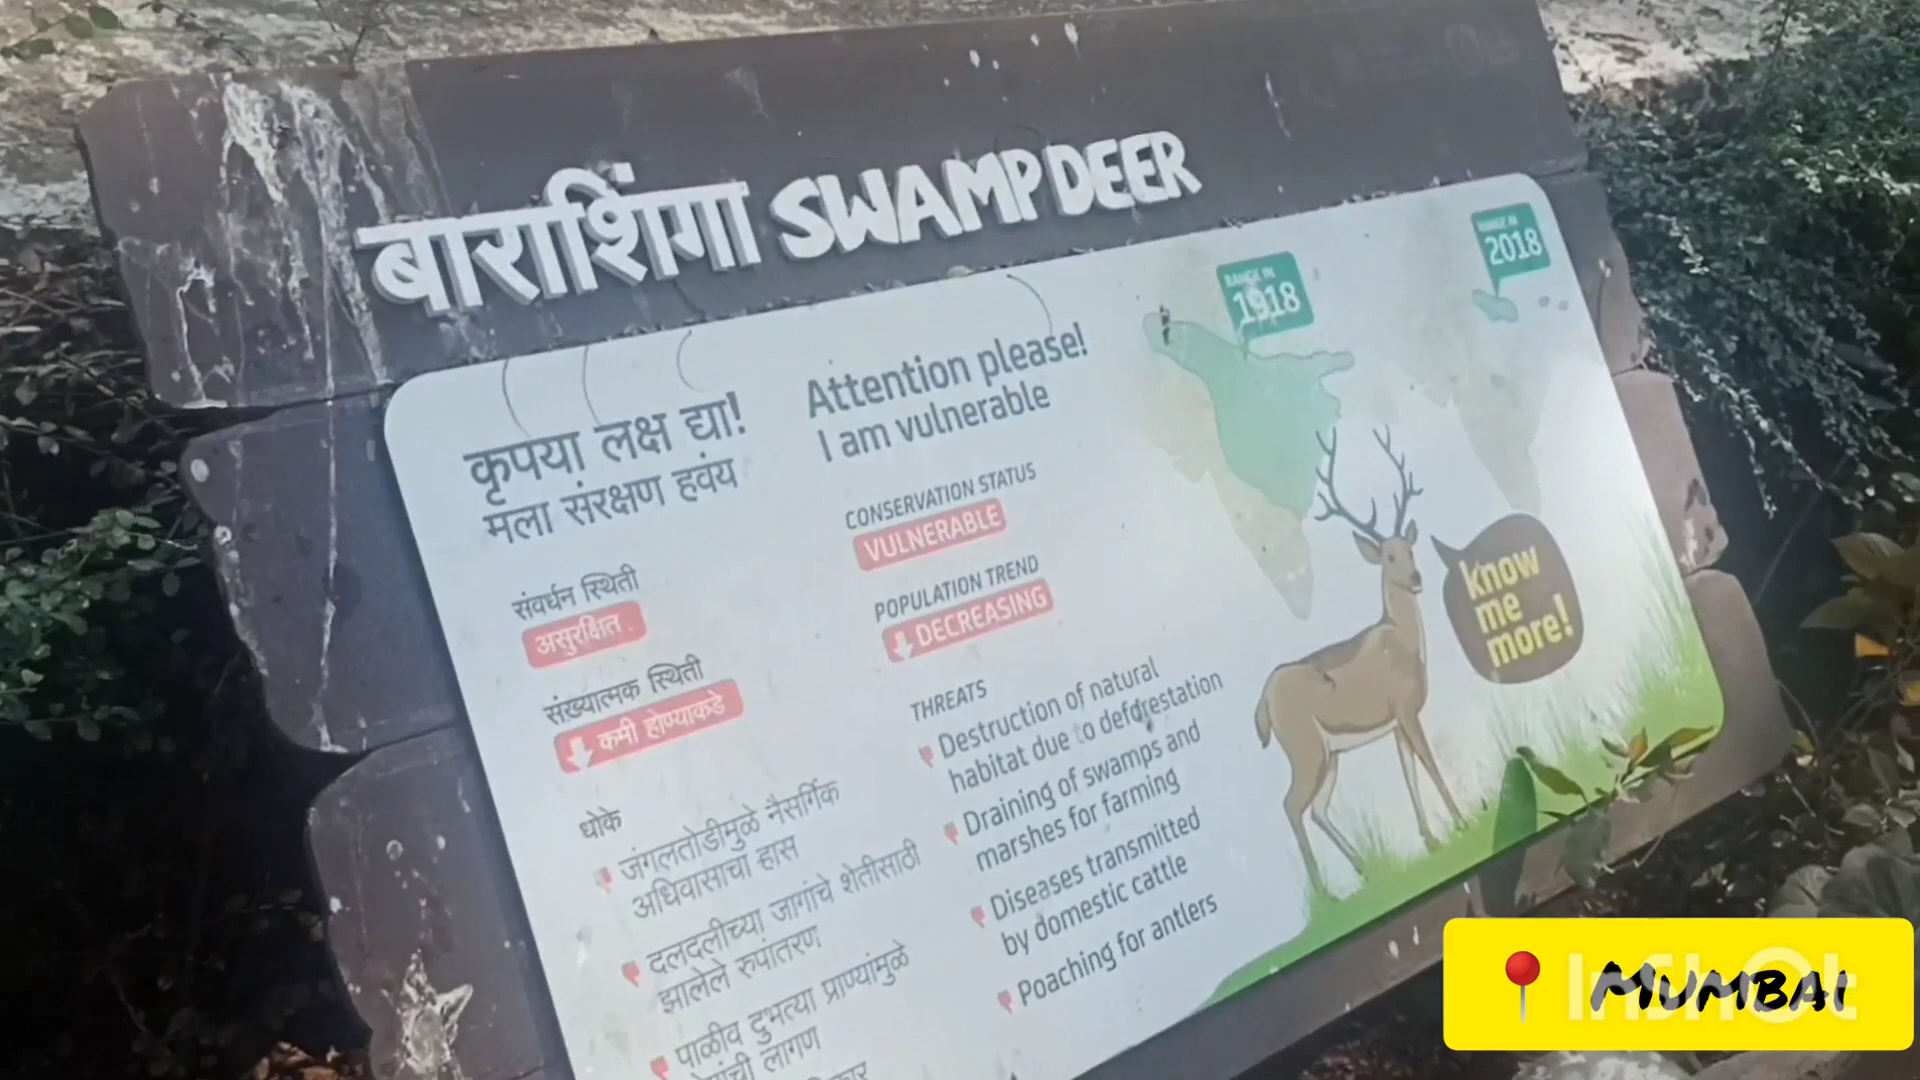 बाराशिंगा SWAMP DEER
कृपया लक्ष द्या!
मला संरक्षण हवंय
संवर्धन स्थिती
असुरक्षित
संख्यात्मक स्थिती
कमी होण्याकडे
धोके
जंगलतोडीमुळे नैसर्गिक
अधिवासाचा ऱ्हास
दलदलीच्या जागांचे शेतीसाठी
झालेले रुपांतरण
पाळीव दुभत्या प्राण्यांमुळे
लागण
Attention please!
I am vulnerable
CONSERVATION STATUS
VULNERABLE
POPULATION TREND
DECREASING
THREATS
Destruction of natural
habitat due to deforestation
Draining of swamps and
marshes for farming
Diseases transmitted
by domestic cattle
Poaching for antlers
RANGE IN
1918
RANGE IN
2018
know
me
more!
MUMBAI
InShOt